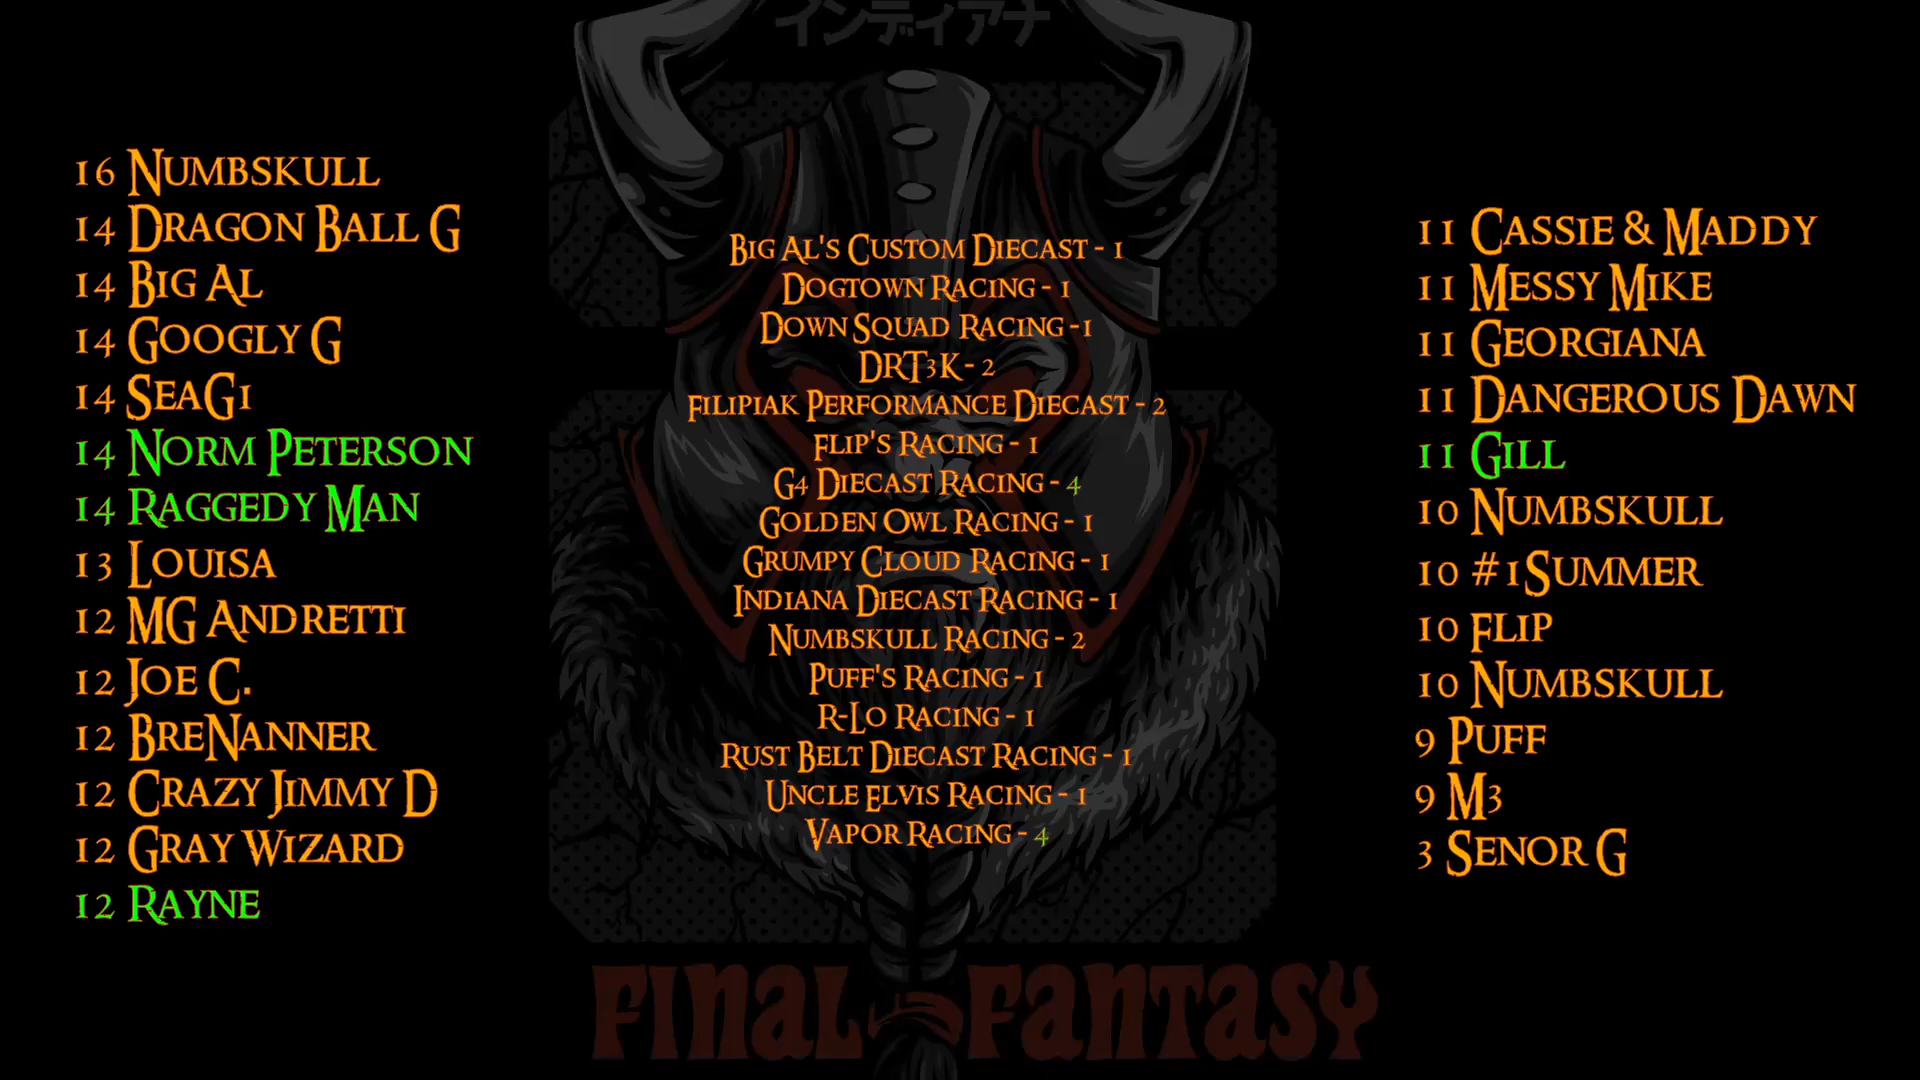 インディアナ
16 Numbskull
14 Dragon Ball G
14 Big Al
14 Googly G
14 SeaG1
14 Norm Peterson
14 Raggedy Man
13 Louisa
12 MG Andretti
12 Joe C.
12 BreNanner
12 Crazy Jimmy D
12 Gray Wizard
12 Rayne
Big Al's Custom Diecast - 1
Dogtown Racing - 1
Down Squad Racing -1
DRT3K - 2
Filipiak Performance Diecast - 2
Flip's Racing - 1
G4 Diecast Racing - 4
Golden Owl Racing - 1
Grumpy Cloud Racing - 1
Indiana Diecast Racing - 1
Numbskull Racing - 2
Puff's Racing - 1
R-Lo Racing - 1
Rust Belt Diecast Racing - 1
Uncle Elvis Racing - 1
Vapor Racing - 4
11 Cassie & Maddy
11 Messy Mike
11 Georgiana
11 Dangerous Dawn
11 Gill
10 Numbskull
10 #1Summer
10 Flip
10 Numbskull
9 Puff
9 M3
3 Senor G
Final Fantasy